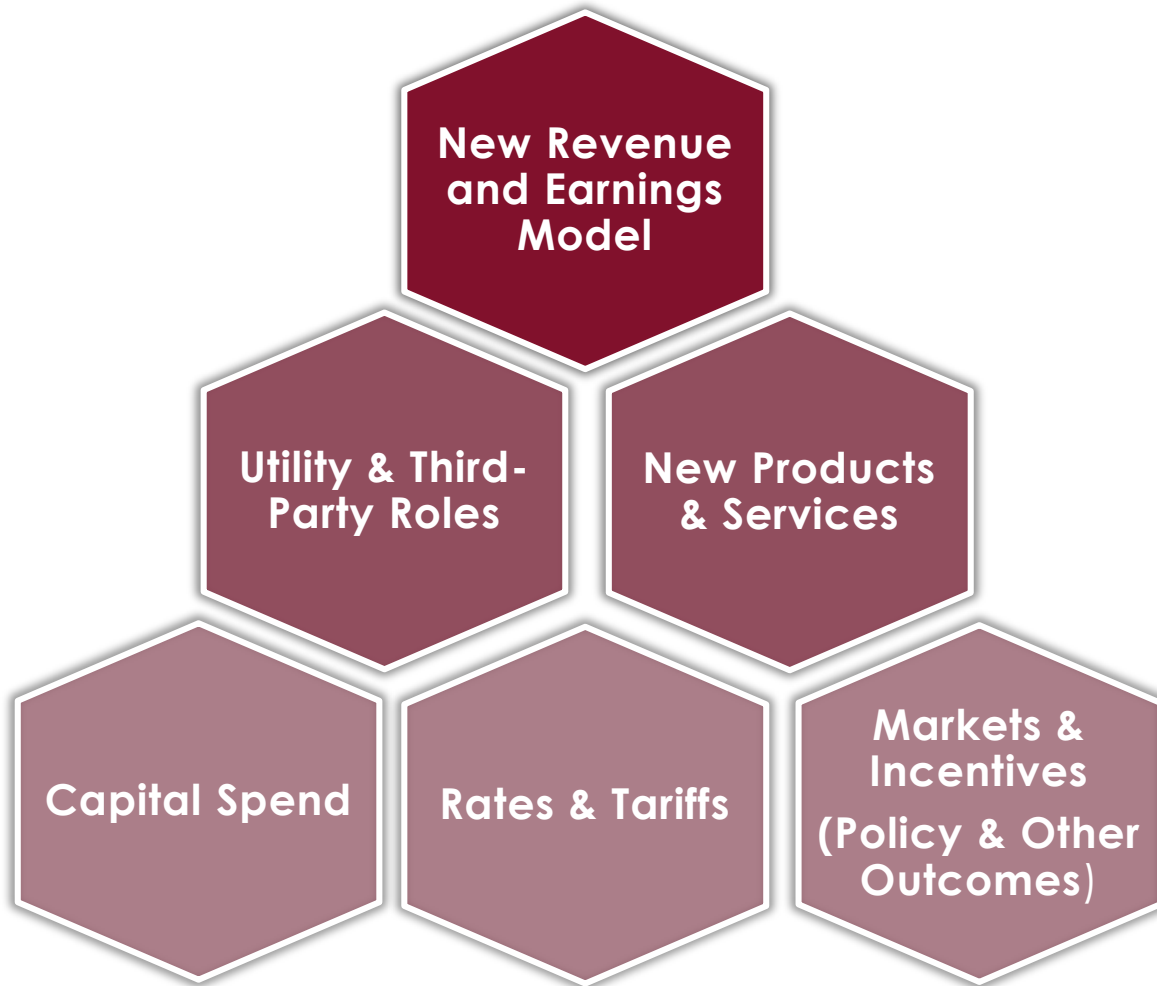 New Revenue
and Earnings
Model
Utility & Third-
Party Roles
New Products
& Services
Capital Spend
Rates & Tariffs
Markets &
Incentives
(Policy & Other
Outcomes)